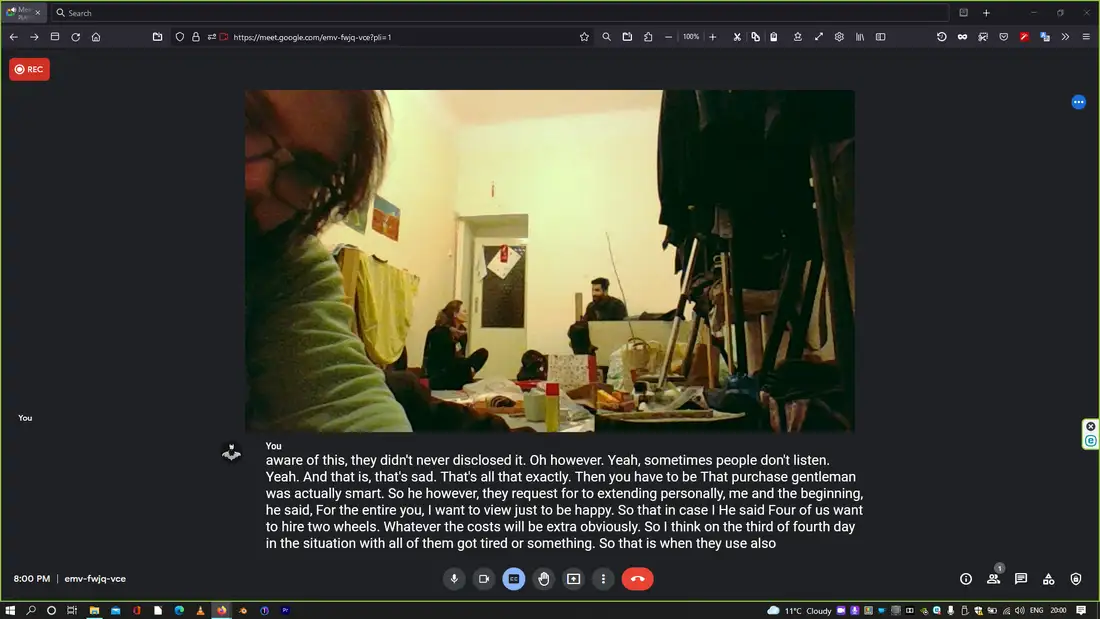 Search
https://meet.google.com/emv-fwjq-vce?pli=1
100%
REC
You
You
aware of this, they didn't never disclosed it. Oh however. Yeah, sometimes people don't listen.
Yeah. And that is, that's sad. That's all that exactly. Then you have to be That purchase gentleman
was actually smart. So he however, they request for to extending personally, me and the beginning,
he said, For the entire you, I want to view just to be happy. So that in case I He said Four of us want
to hire two wheels. Whatever the costs will be extra obviously. So I think on the third of fourth day
in the situation with all of them got tired or something. So that is when they use also
8:00 PM | emv-fwjq-vce
1
11°C Cloudy
ENG
20:00